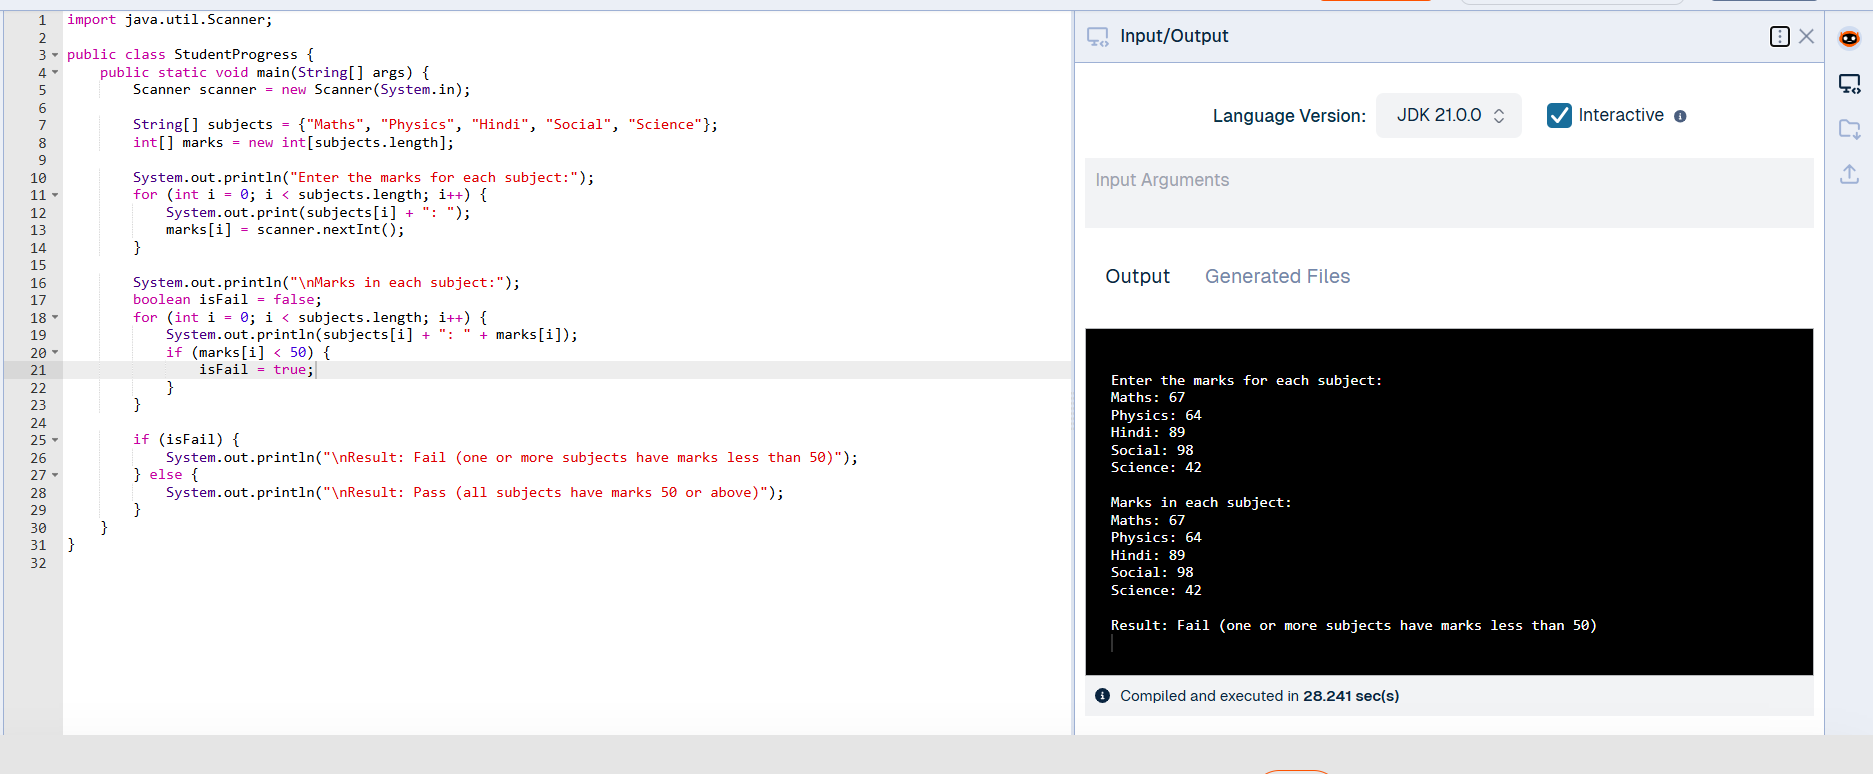 1 import java.util.Scanner;
2
3 public class StudentProgress {
4     public static void main(String[] args) {
5         Scanner scanner = new Scanner(System.in);
6
7         String[] subjects = {"Maths", "Physics", "Hindi", "Social", "Science"};
8         int[] marks = new int[subjects.length];
9
10         System.out.println("Enter the marks for each subject:");
11         for (int i = 0; i < subjects.length; i++) {
12             System.out.print(subjects[i] + ": ");
13             marks[i] = scanner.nextInt();
14         }
15
16         System.out.println("\nMarks in each subject:");
17         boolean isFail = false;
18         for (int i = 0; i < subjects.length; i++) {
19             System.out.println(subjects[i] + ": " + marks[i]);
20             if (marks[i] < 50) {
21                 isFail = true;
22             }
23         }
24
25         if (isFail) {
26             System.out.println("\nResult: Fail (one or more subjects have marks less than 50)");
27         } else {
28             System.out.println("\nResult: Pass (all subjects have marks 50 or above)");
29         }
30     }
31 }
32
Input/Output
Language Version: JDK 21.0.0 Interactive
Input Arguments
Output Generated Files
Enter the marks for each subject:
Maths: 67
Physics: 64
Hindi: 89
Social: 98
Science: 42
Marks in each subject:
Maths: 67
Physics: 64
Hindi: 89
Social: 98
Science: 42
Result: Fail (one or more subjects have marks less than 50)
Compiled and executed in 28.241 sec(s)